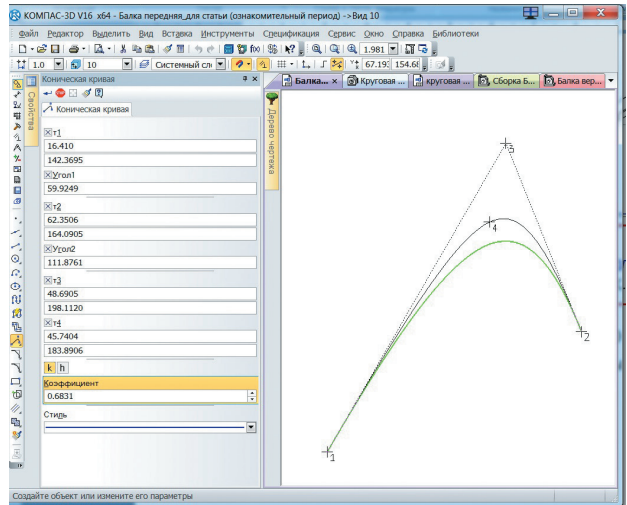 КОМПАС-3D V16 x64 - Балка передняя_для статьи (ознакомительный период) ->Вид 10
Файл Редактор Выделить Вид Вставка Инструменты Спецификация Сервис Окно Справка Библиотеки
f(x) 1.981
1.0 10 Системный сл 67.193 154.68
Коническая кривая
Балка... × Круговая ... круговая ... Сборка Б... Балка вер...
Свойства
Коническая кривая
Дерево чертежа
т1
16.410
142.3695
Угол1
59.9249
т2
62.3506
164.0905
Угол2
111.8761
т3
48.6905
198.1120
т4
45.7404
183.8906
k h
Коэффициент
0.6831
Стиль
3
4
2
1
Создайте объект или измените его параметры